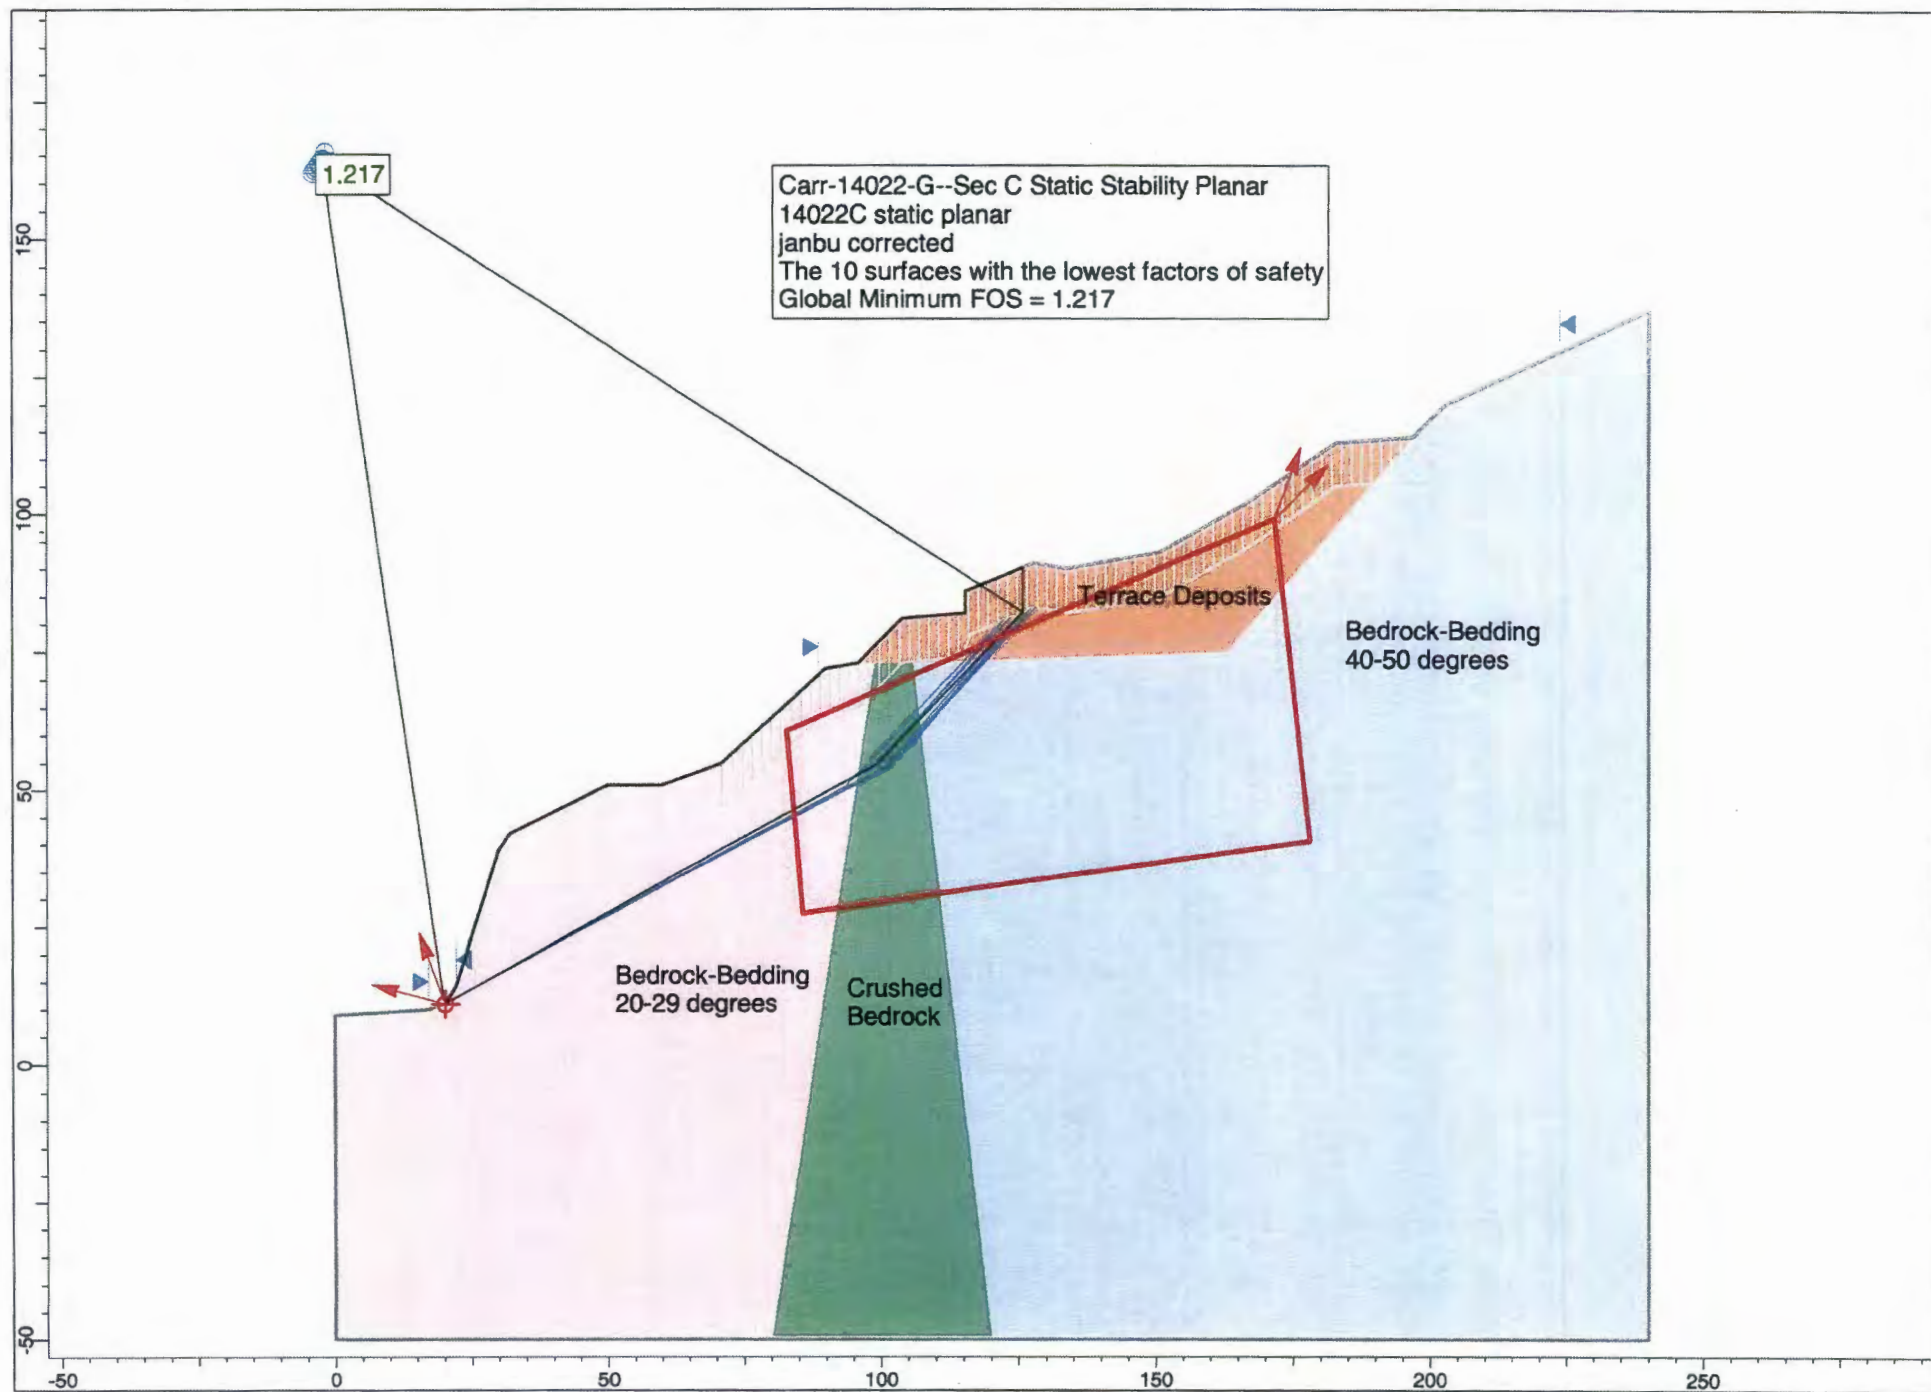 1.217
Carr-14022-G--Sec C Static Stability Planar
14022C static planar
janbu corrected
The 10 surfaces with the lowest factors of safety
Global Minimum FOS = 1.217
150
100
50
0
-50
Terrace Deposits
Bedrock-Bedding
40-50 degrees
Bedrock-Bedding
20-29 degrees
Crushed
Bedrock
-50
0
50
100
150
200
250